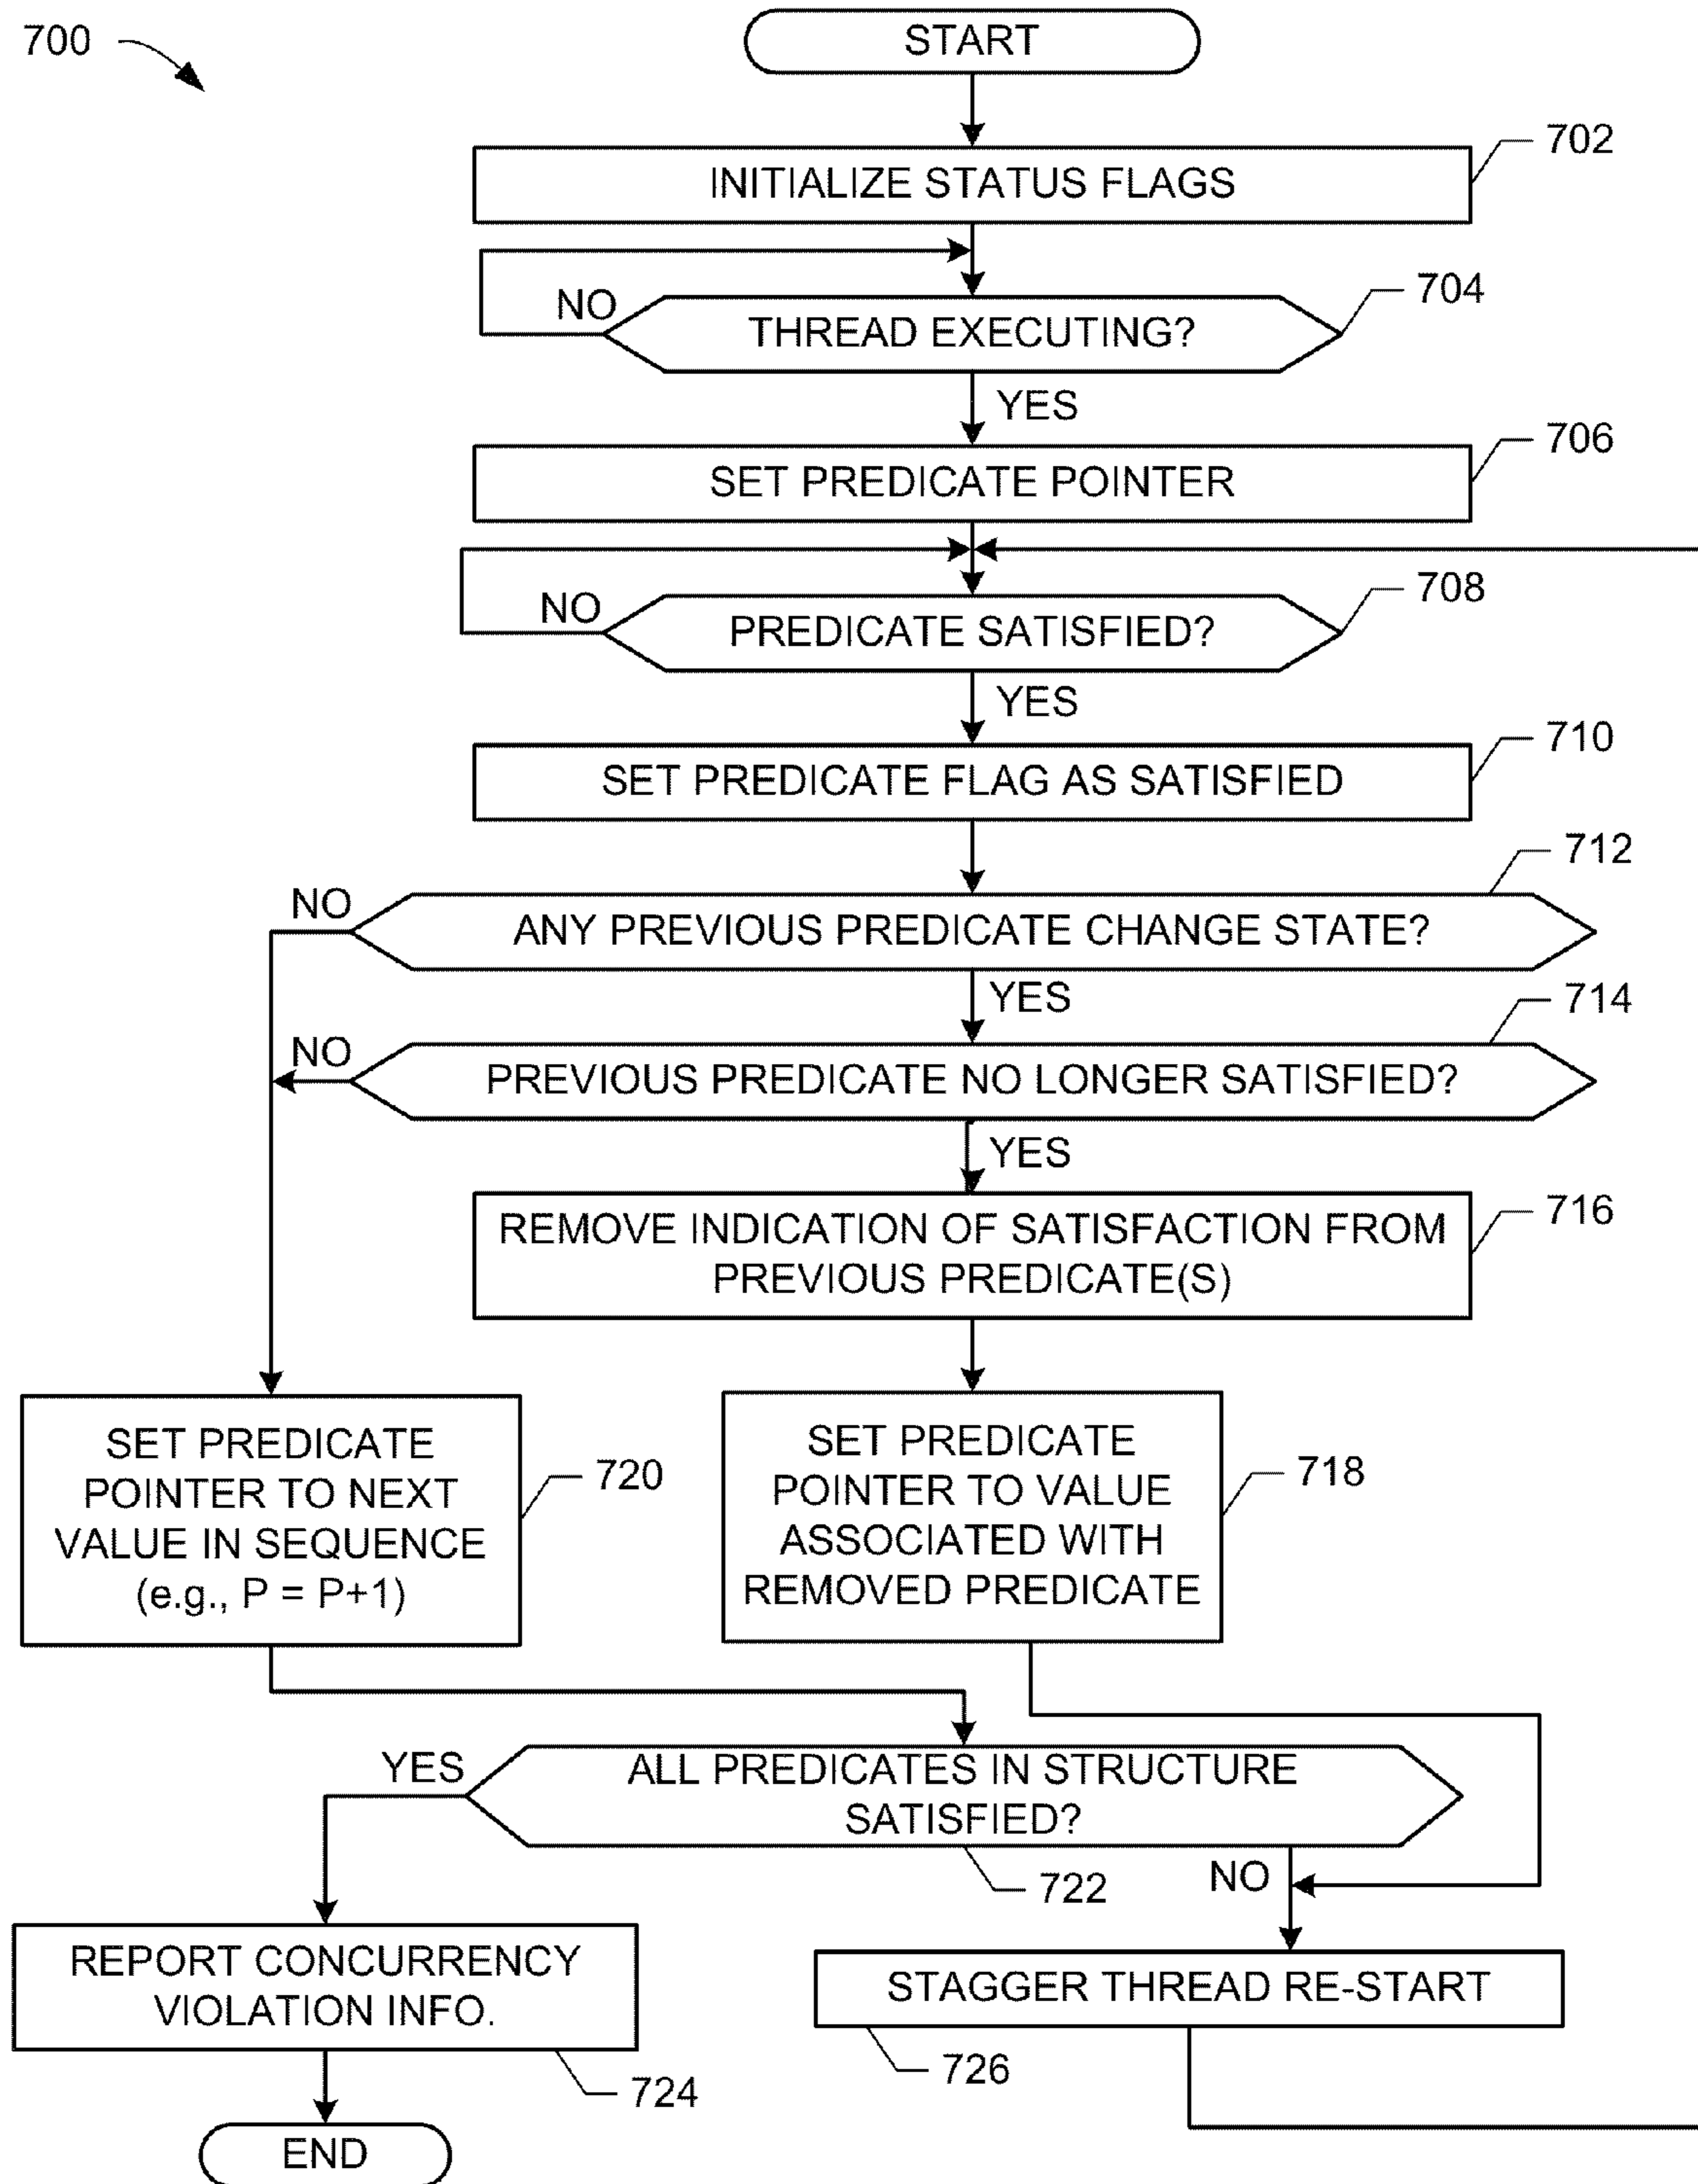 700
START
702
INITIALIZE STATUS FLAGS
704
NO
THREAD EXECUTING?
YES
706
SET PREDICATE POINTER
708
NO
PREDICATE SATISFIED?
YES
710
SET PREDICATE FLAG AS SATISFIED
712
NO
ANY PREVIOUS PREDICATE CHANGE STATE?
YES
714
NO
PREVIOUS PREDICATE NO LONGER SATISFIED?
YES
716
REMOVE INDICATION OF SATISFACTION FROM
PREVIOUS PREDICATE(S)
SET PREDICATE
POINTER TO NEXT
VALUE IN SEQUENCE
(e.g., P = P+1)
720
SET PREDICATE
POINTER TO VALUE
ASSOCIATED WITH
REMOVED PREDICATE
718
YES
ALL PREDICATES IN STRUCTURE
SATISFIED?
722
NO
REPORT CONCURRENCY
VIOLATION INFO.
724
STAGGER THREAD RE-START
726
END